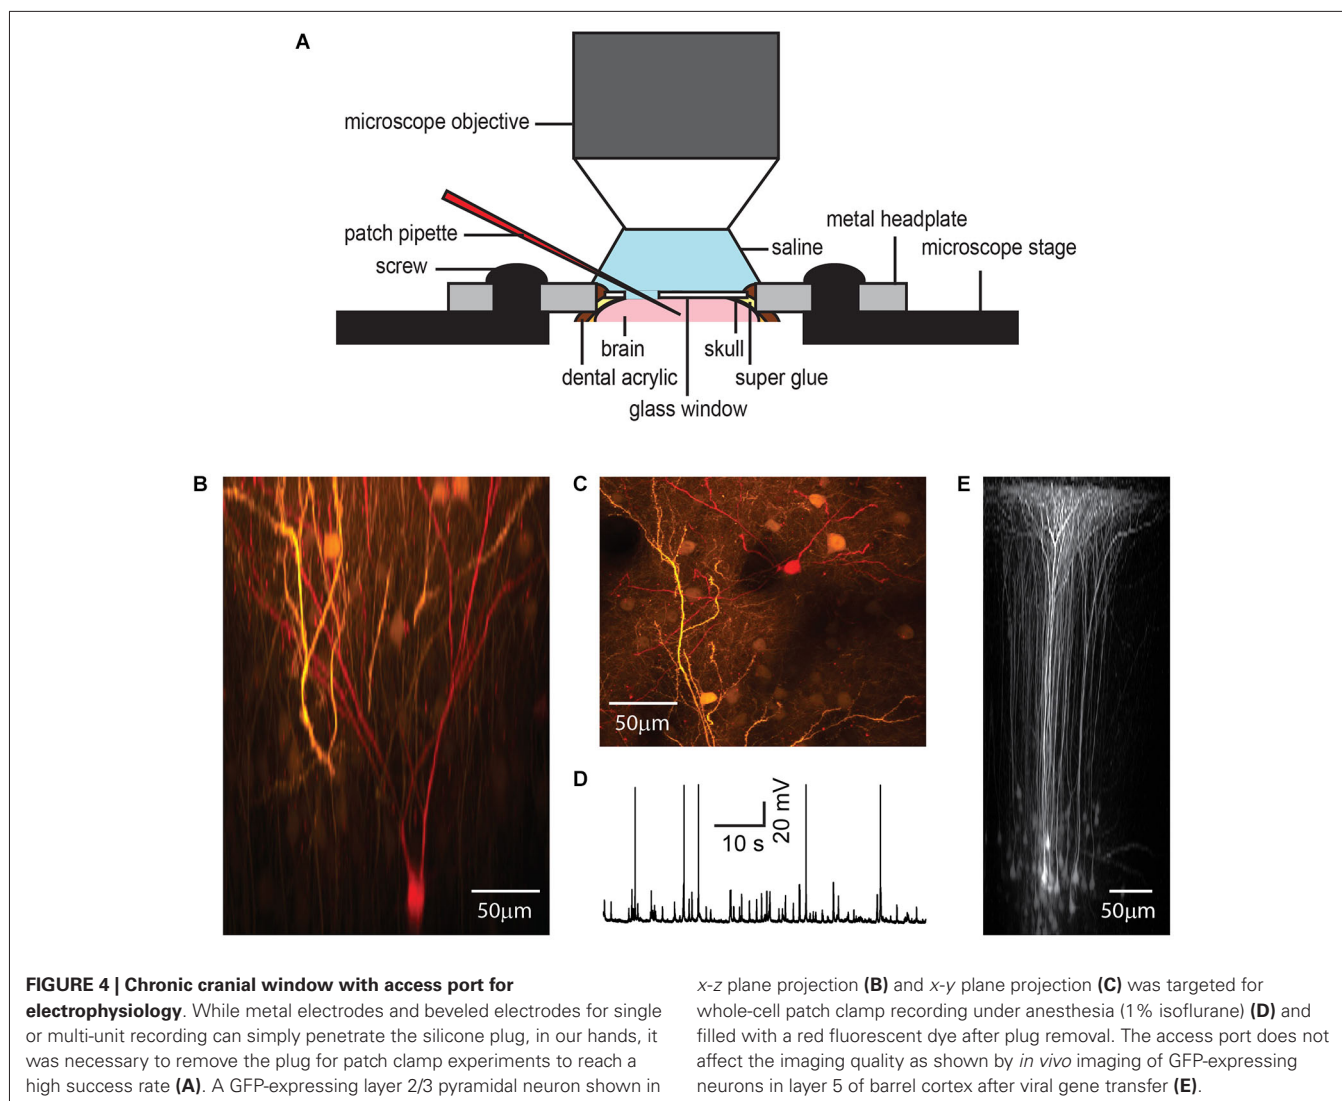 A
microscope objective
patch pipette
screw
saline
metal headplate
microscope stage
brain
skull
dental acrylic
super glue
glass window
B
50μm
C
50μm
D
20 mV
10 s
E
50μm
FIGURE 4 | Chronic cranial window with access port for
electrophysiology. While metal electrodes and beveled electrodes for single
or multi-unit recording can simply penetrate the silicone plug, in our hands, it
was necessary to remove the plug for patch clamp experiments to reach a
high success rate (A). A GFP-expressing layer 2/3 pyramidal neuron shown in
x-z plane projection (B) and x-y plane projection (C) was targeted for
whole-cell patch clamp recording under anesthesia (1% isoflurane) (D) and
filled with a red fluorescent dye after plug removal. The access port does not
affect the imaging quality as shown by in vivo imaging of GFP-expressing
neurons in layer 5 of barrel cortex after viral gene transfer (E).